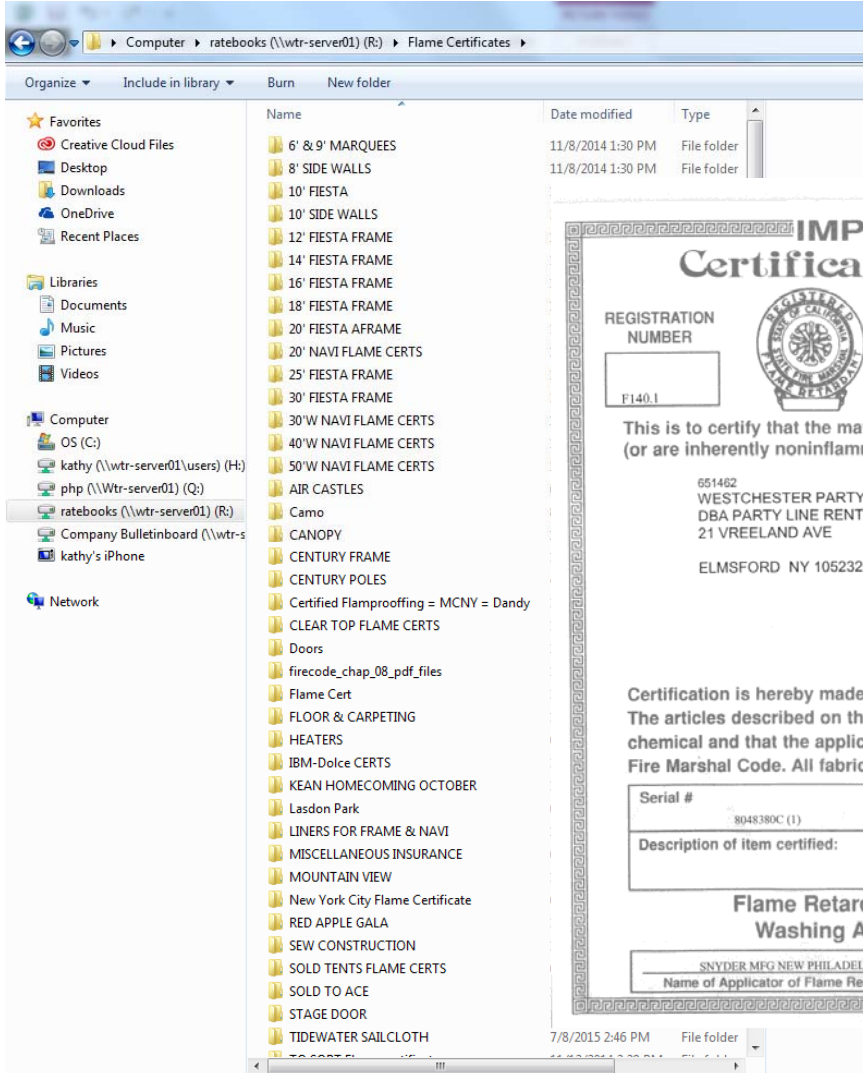 Computer ▸ ratebooks (\\wtr-server01) (R:) ▸ Flame Certificates ▸
Organize ▾ Include in library ▾ Burn New folder
Favorites
Creative Cloud Files
Desktop
Downloads
OneDrive
Recent Places
Libraries
Documents
Music
Pictures
Videos
Computer
OS (C:)
kathy (\\wtr-server01\users) (H:)
php (\\Wtr-server01) (Q:)
ratebooks (\\wtr-server01) (R:)
Company Bulletinboard (\\wtr-s
kathy's iPhone
Network
Name Date modified Type
6' & 9' MARQUEES 11/8/2014 1:30 PM File folder
8' SIDE WALLS 11/8/2014 1:30 PM File folder
10' FIESTA
10' SIDE WALLS
12' FIESTA FRAME
14' FIESTA FRAME
16' FIESTA FRAME
18' FIESTA FRAME
20' FIESTA AFRAME
20' NAVI FLAME CERTS
25' FIESTA FRAME
30' FIESTA FRAME
30'W NAVI FLAME CERTS
40'W NAVI FLAME CERTS
50'W NAVI FLAME CERTS
AIR CASTLES
Camo
CANOPY
CENTURY FRAME
CENTURY POLES
Certified Flamprooffing = MCNY = Dandy
CLEAR TOP FLAME CERTS
Doors
firecode_chap_08_pdf_files
Flame Cert
FLOOR & CARPETING
HEATERS
IBM-Dolce CERTS
KEAN HOMECOMING OCTOBER
Lasdon Park
LINERS FOR FRAME & NAVI
MISCELLANEOUS INSURANCE
MOUNTAIN VIEW
New York City Flame Certificate
RED APPLE GALA
SEW CONSTRUCTION
SOLD TENTS FLAME CERTS
SOLD TO ACE
STAGE DOOR
TIDEWATER SAILCLOTH 7/8/2015 2:46 PM File folder
IMP
Certifica
REGISTRATION
NUMBER
F140.1
REGISTERED
STATE OF CALIFORNIA
STATE FIRE MARSHAL
FLAME RETARDANT
This is to certify that the ma
(or are inherently noninflamm
651462
WESTCHESTER PARTY
DBA PARTY LINE RENT
21 VREELAND AVE
ELMSFORD NY 105232
Certification is hereby made
The articles described on th
chemical and that the applic
Fire Marshal Code. All fabric
Serial #
8048380C (1)
Description of item certified:
Flame Retar
Washing A
SNYDER MFG NEW PHILADEL
Name of Applicator of Flame Re